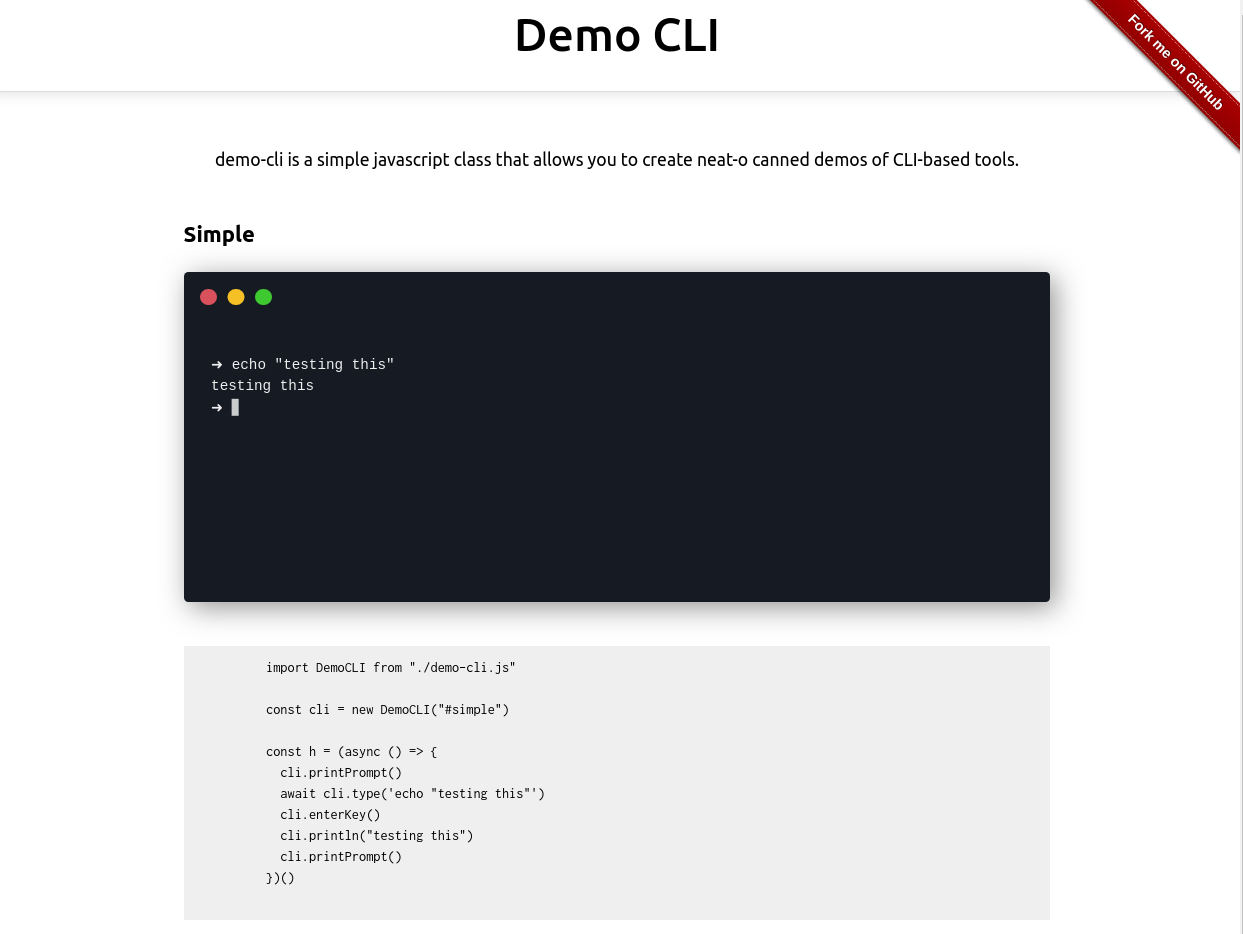 Demo CLI
Fork me on GitHub
demo-cli is a simple javascript class that allows you to create neat-o canned demos of CLI-based tools.
Simple
➜ echo "testing this"
testing this
➜
import DemoCLI from "./demo-cli.js"
const cli = new DemoCLI("#simple")
const h = (async () => {
  cli.printPrompt()
  await cli.type('echo "testing this"')
  cli.enterKey()
  cli.println("testing this")
  cli.printPrompt()
})()